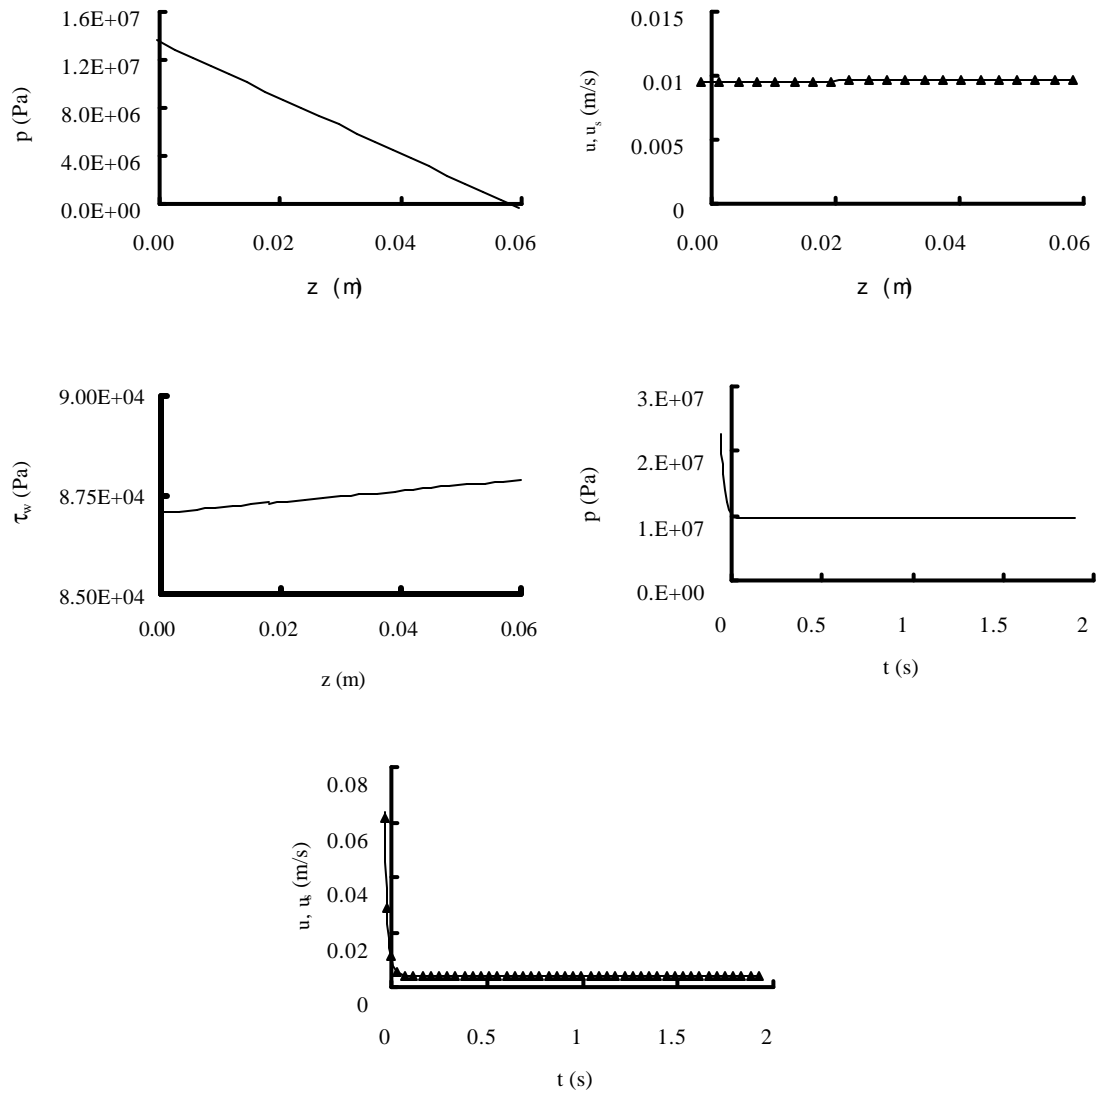 1.6E+07
1.2E+07
8.0E+06
4.0E+06
0.0E+00
p (Pa)
0.00 0.02 0.04 0.06
z (m)
0.015
0.01
0.005
0
u, us (m/s)
0.00 0.02 0.04 0.06
z (m)
9.00E+04
8.75E+04
8.50E+04
τw (Pa)
0.00 0.02 0.04 0.06
z (m)
3.E+07
2.E+07
1.E+07
0.E+00
p (Pa)
0 0.5 1 1.5 2
t (s)
0.08
0.06
0.04
0.02
0
u, us (m/s)
0 0.5 1 1.5 2
t (s)